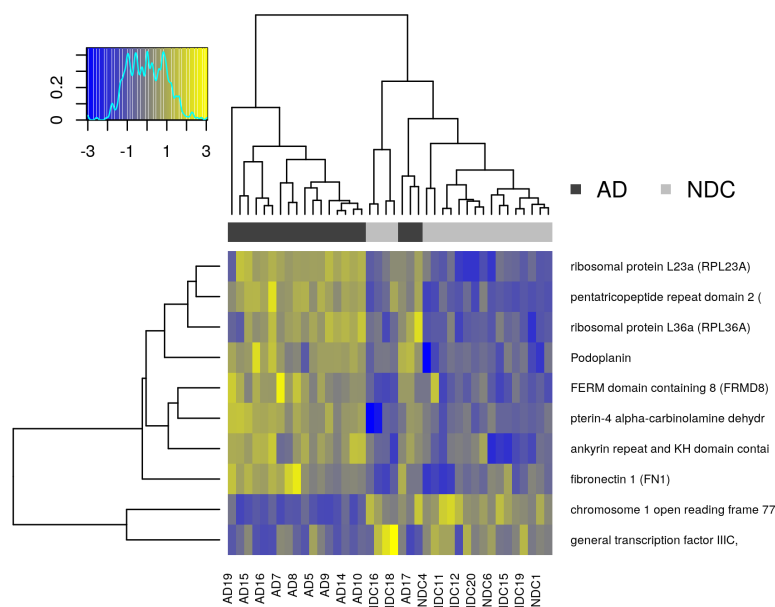 0.2
0
-3 -1 1 3
AD NDC
ribosomal protein L23a (RPL23A)
pentatricopeptide repeat domain 2 (
ribosomal protein L36a (RPL36A)
Podoplanin
FERM domain containing 8 (FRMD8)
pterin-4 alpha-carbinolamine dehydr
ankyrin repeat and KH domain contai
fibronectin 1 (FN1)
chromosome 1 open reading frame 77
general transcription factor IIIC,
AD19
AD15
AD16
AD7
AD8
AD5
AD9
AD14
AD10
IDC16
IDC18
AD17
NDC4
IDC11
IDC12
IDC20
NDC6
IDC15
IDC19
NDC1